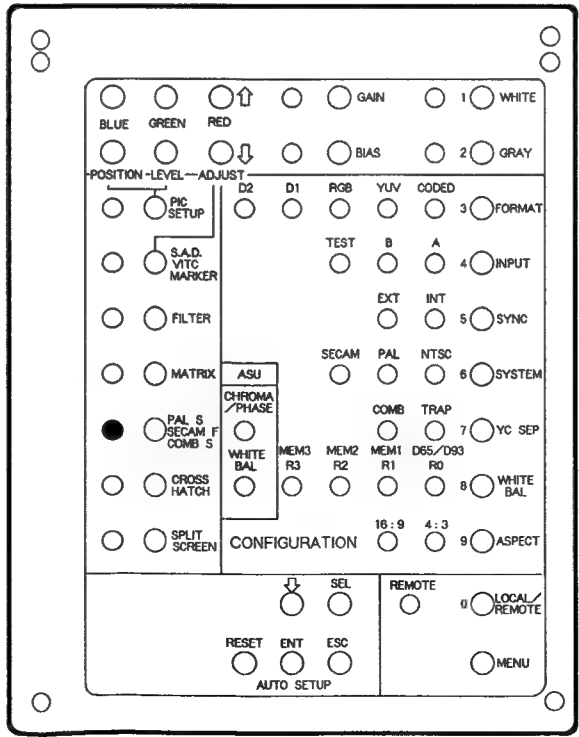 GAIN 1 WHITE
BLUE GREEN RED
BIAS 2 GRAY
POSITION LEVEL ADJUST
D2 D1 RGB YUV CODED
PIC
SETUP
3 FORMAT
TEST B A
S.A.D.
VITC
MARKER
4 INPUT
EXT INT
FILTER
5 SYNC
SECAM PAL NTSC
MATRIX
ASU
6 SYSTEM
CHROMA
/PHASE
COMB TRAP
PAL S
SECAM F
COMB S
7 YC SEP
WHITE
BAL
MEM3 MEM2 MEM1 D65/D93
R3 R2 R1 R0
CROSS
HATCH
8 WHITE
BAL
16:9 4:3
SPLIT
SCREEN
CONFIGURATION
9 ASPECT
SEL
REMOTE
0 LOCAL/
REMOTE
RESET ENT ESC
MENU
AUTO SETUP